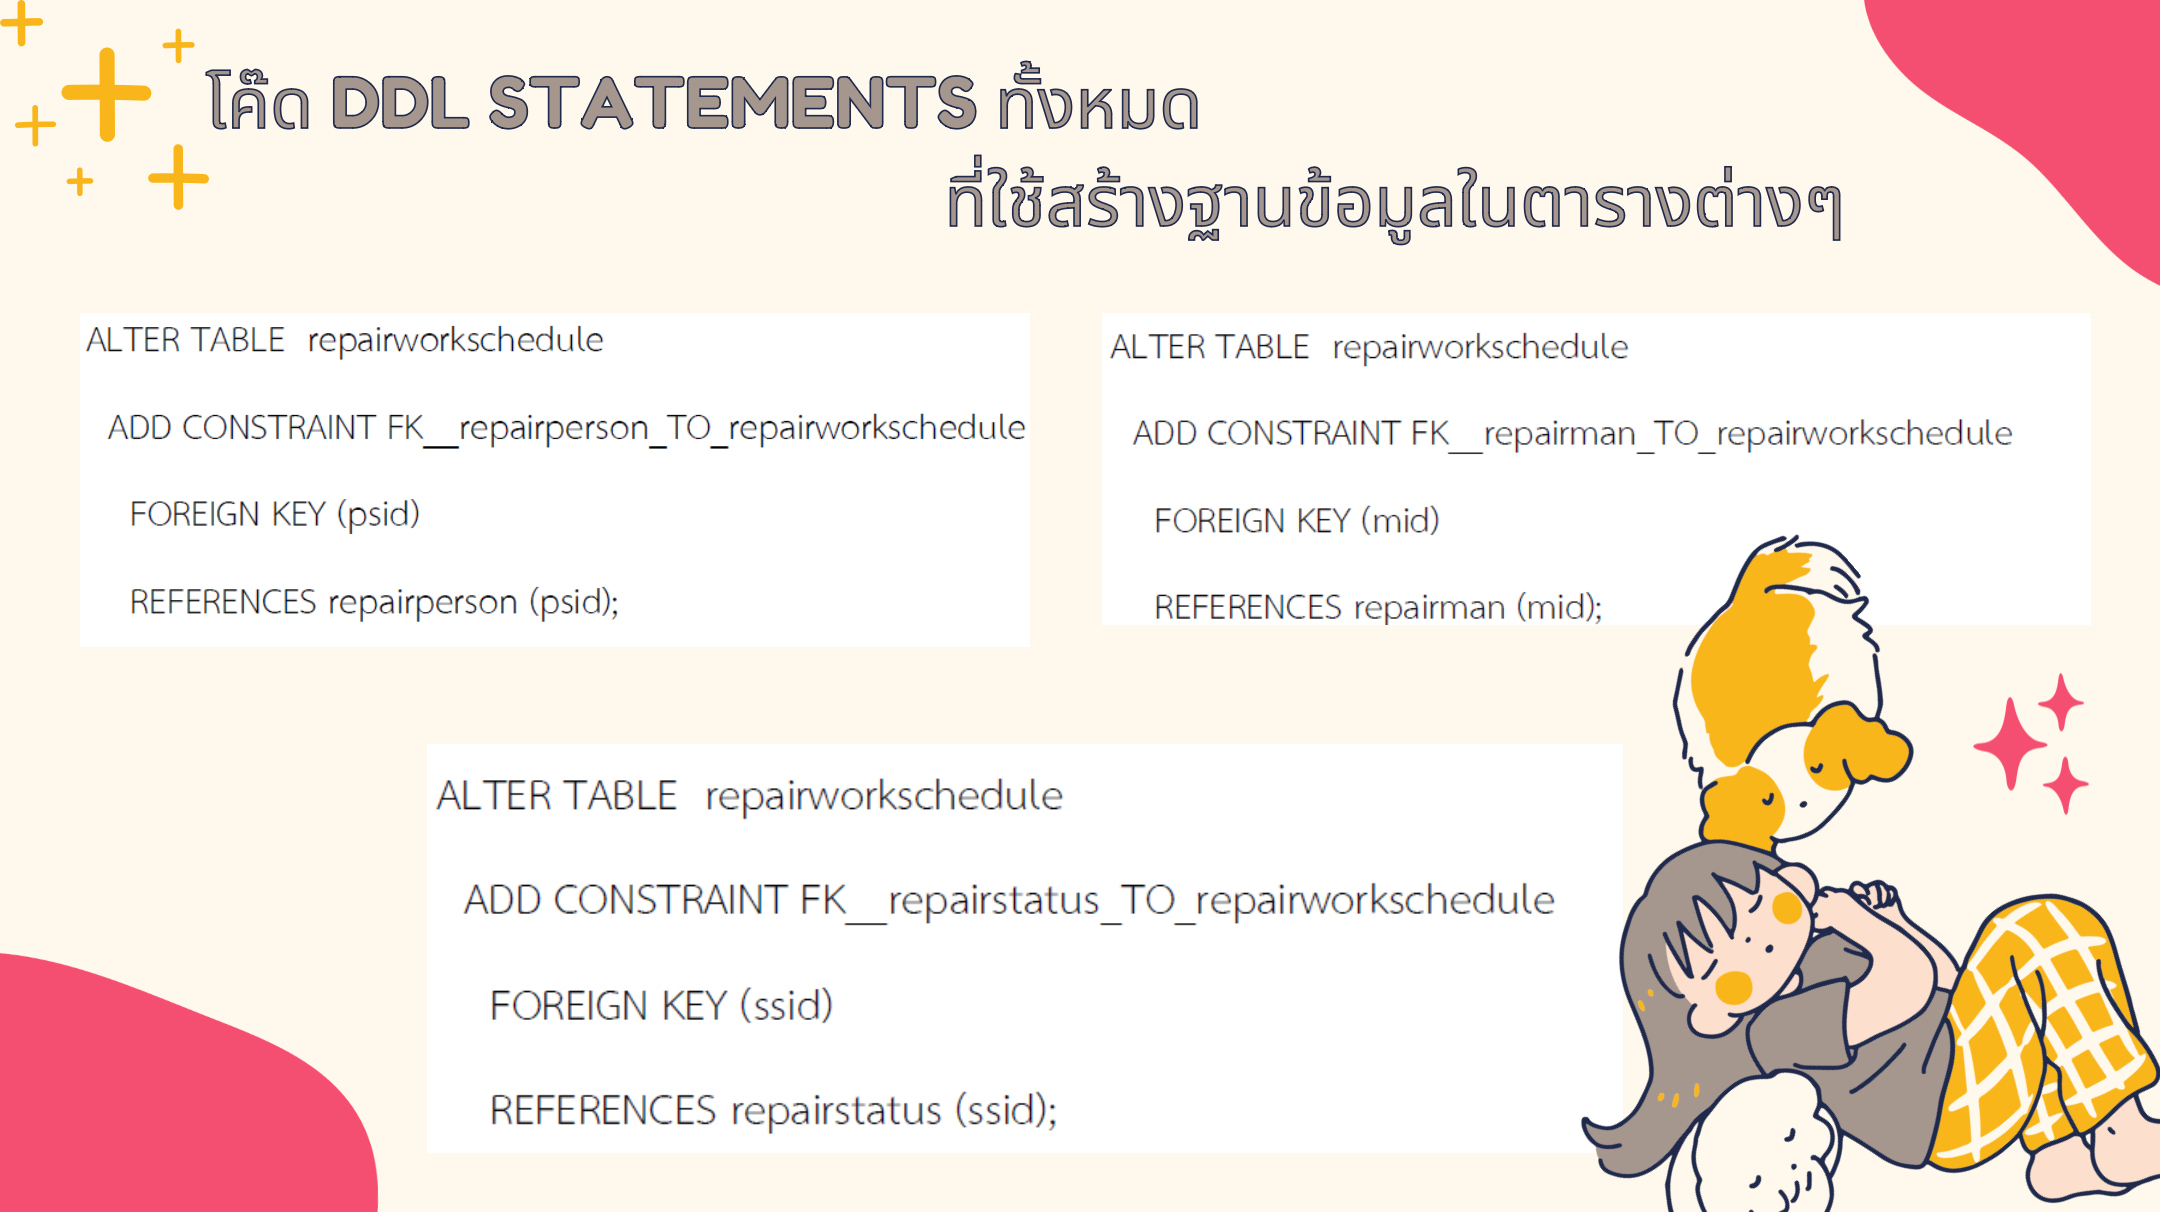 โค๊ด DDL STATEMENTS ทั้งหมด
ที่ใช้สร้างฐานข้อมูลในตารางต่างๆ
ALTER TABLE  repairworkschedule
ADD CONSTRAINT FK__repairperson_TO_repairworkschedule
FOREIGN KEY (psid)
REFERENCES repairperson (psid);
ALTER TABLE  repairworkschedule
ADD CONSTRAINT FK__repairman_TO_repairworkschedule
FOREIGN KEY (mid)
REFERENCES repairman (mid);
ALTER TABLE  repairworkschedule
ADD CONSTRAINT FK__repairstatus_TO_repairworkschedule
FOREIGN KEY (ssid)
REFERENCES repairstatus (ssid);